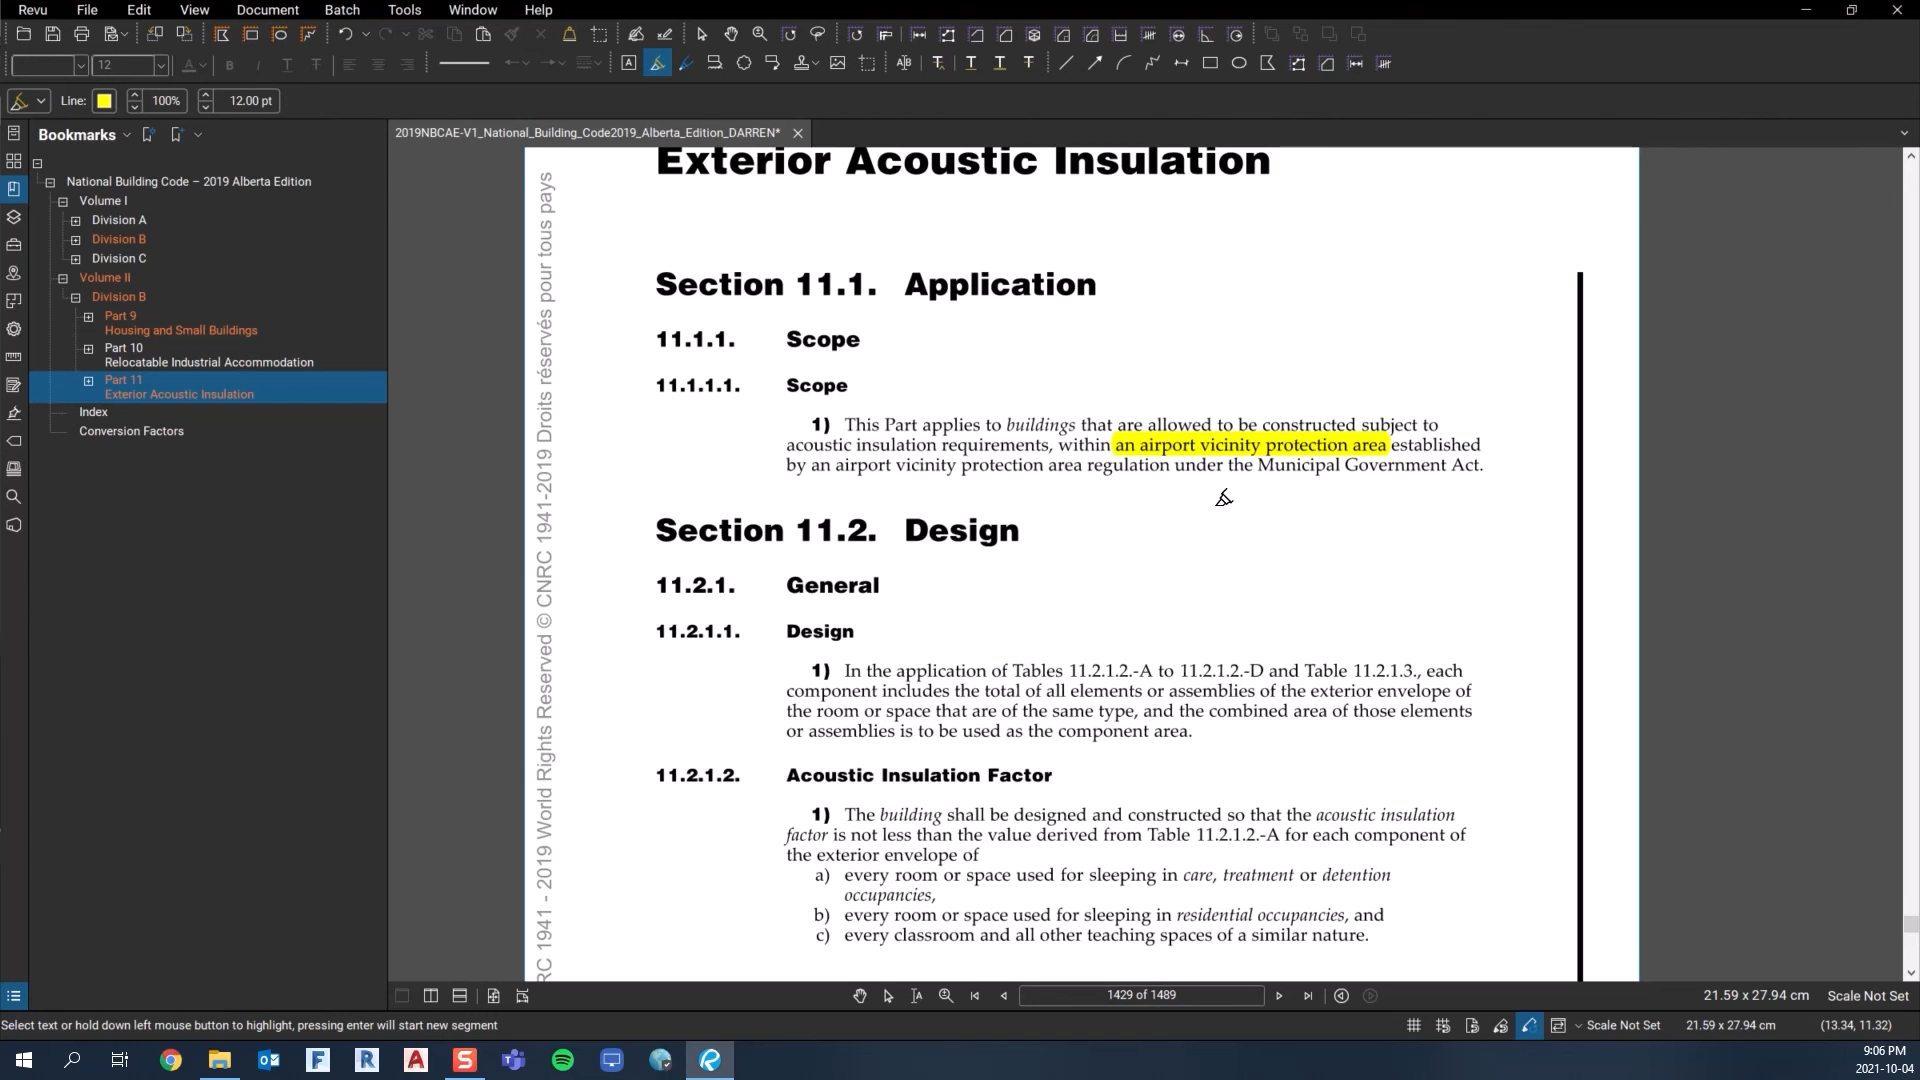 Revu File Edit View Document Batch Tools Window Help
12
Line: 100% 12.00 pt
Bookmarks
2019NBCAE-V1_National_Building_Code2019_Alberta_Edition_DARREN*
National Building Code – 2019 Alberta Edition
Volume I
Division A
Division B
Division C
Volume II
Division B
Part 9
Housing and Small Buildings
Part 10
Relocatable Industrial Accommodation
Part 11
Exterior Acoustic Insulation
Index
Conversion Factors
RC 1941 - 2019 World Rights Reserved © CNRC 1941-2019 Droits réservés pour tous pays
Exterior Acoustic Insulation
Section 11.1. Application
11.1.1. Scope
11.1.1.1. Scope
1) This Part applies to buildings that are allowed to be constructed subject to
acoustic insulation requirements, within an airport vicinity protection area established
by an airport vicinity protection area regulation under the Municipal Government Act.
Section 11.2. Design
11.2.1. General
11.2.1.1. Design
1) In the application of Tables 11.2.1.2.-A to 11.2.1.2.-D and Table 11.2.1.3., each
component includes the total of all elements or assemblies of the exterior envelope of
the room or space that are of the same type, and the combined area of those elements
or assemblies is to be used as the component area.
11.2.1.2. Acoustic Insulation Factor
1) The building shall be designed and constructed so that the acoustic insulation
factor is not less than the value derived from Table 11.2.1.2.-A for each component of
the exterior envelope of
a) every room or space used for sleeping in care, treatment or detention
occupancies,
b) every room or space used for sleeping in residential occupancies, and
c) every classroom and all other teaching spaces of a similar nature.
1429 of 1489
21.59 x 27.94 cm Scale Not Set
Select text or hold down left mouse button to highlight, pressing enter will start new segment
Scale Not Set 21.59 x 27.94 cm (13.34, 11.32)
9:06 PM
2021-10-04